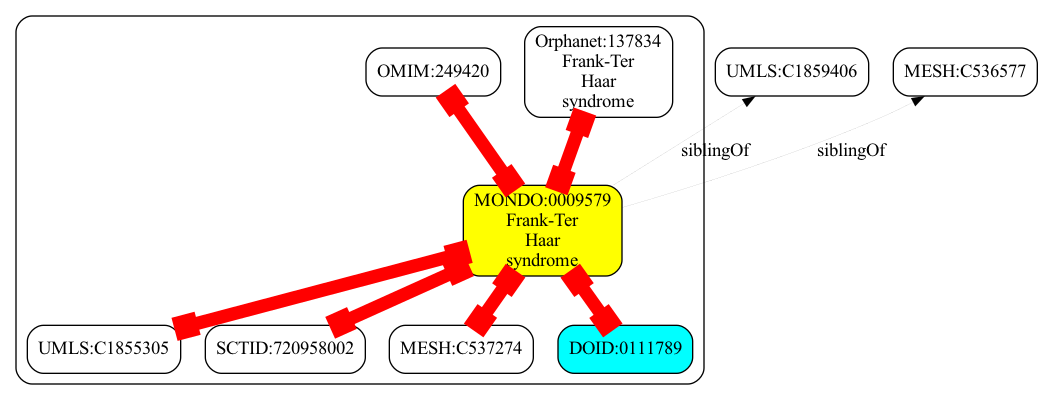 OMIM:249420
Orphanet:137834
Frank-Ter
Haar
syndrome
UMLS:C1859406
MESH:C536577
siblingOf
siblingOf
MONDO:0009579
Frank-Ter
Haar
syndrome
UMLS:C1855305
SCTID:720958002
MESH:C537274
DOID:0111789